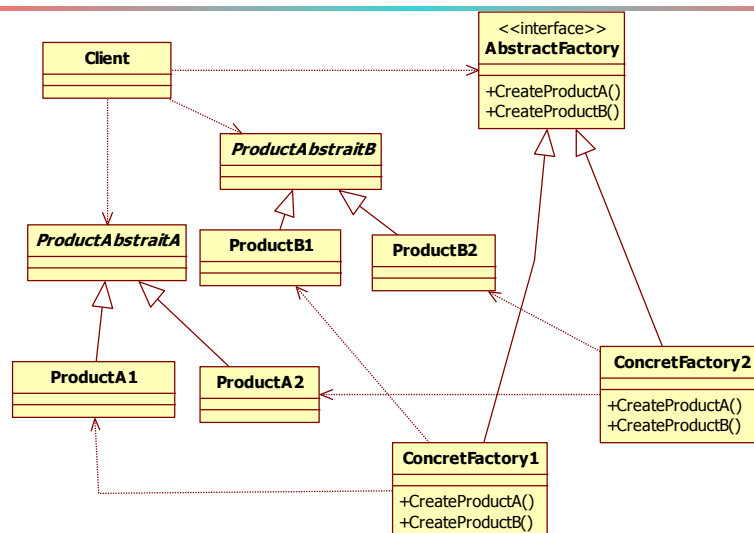 Client
<<interface>>
AbstractFactory
+CreateProductA()
+CreateProductB()
ProductAbstraitB
ProductAbstraitA
ProductB1
ProductB2
ProductA1
ProductA2
ConcretFactory2
+CreateProductA()
+CreateProductB()
ConcretFactory1
+CreateProductA()
+CreateProductB()